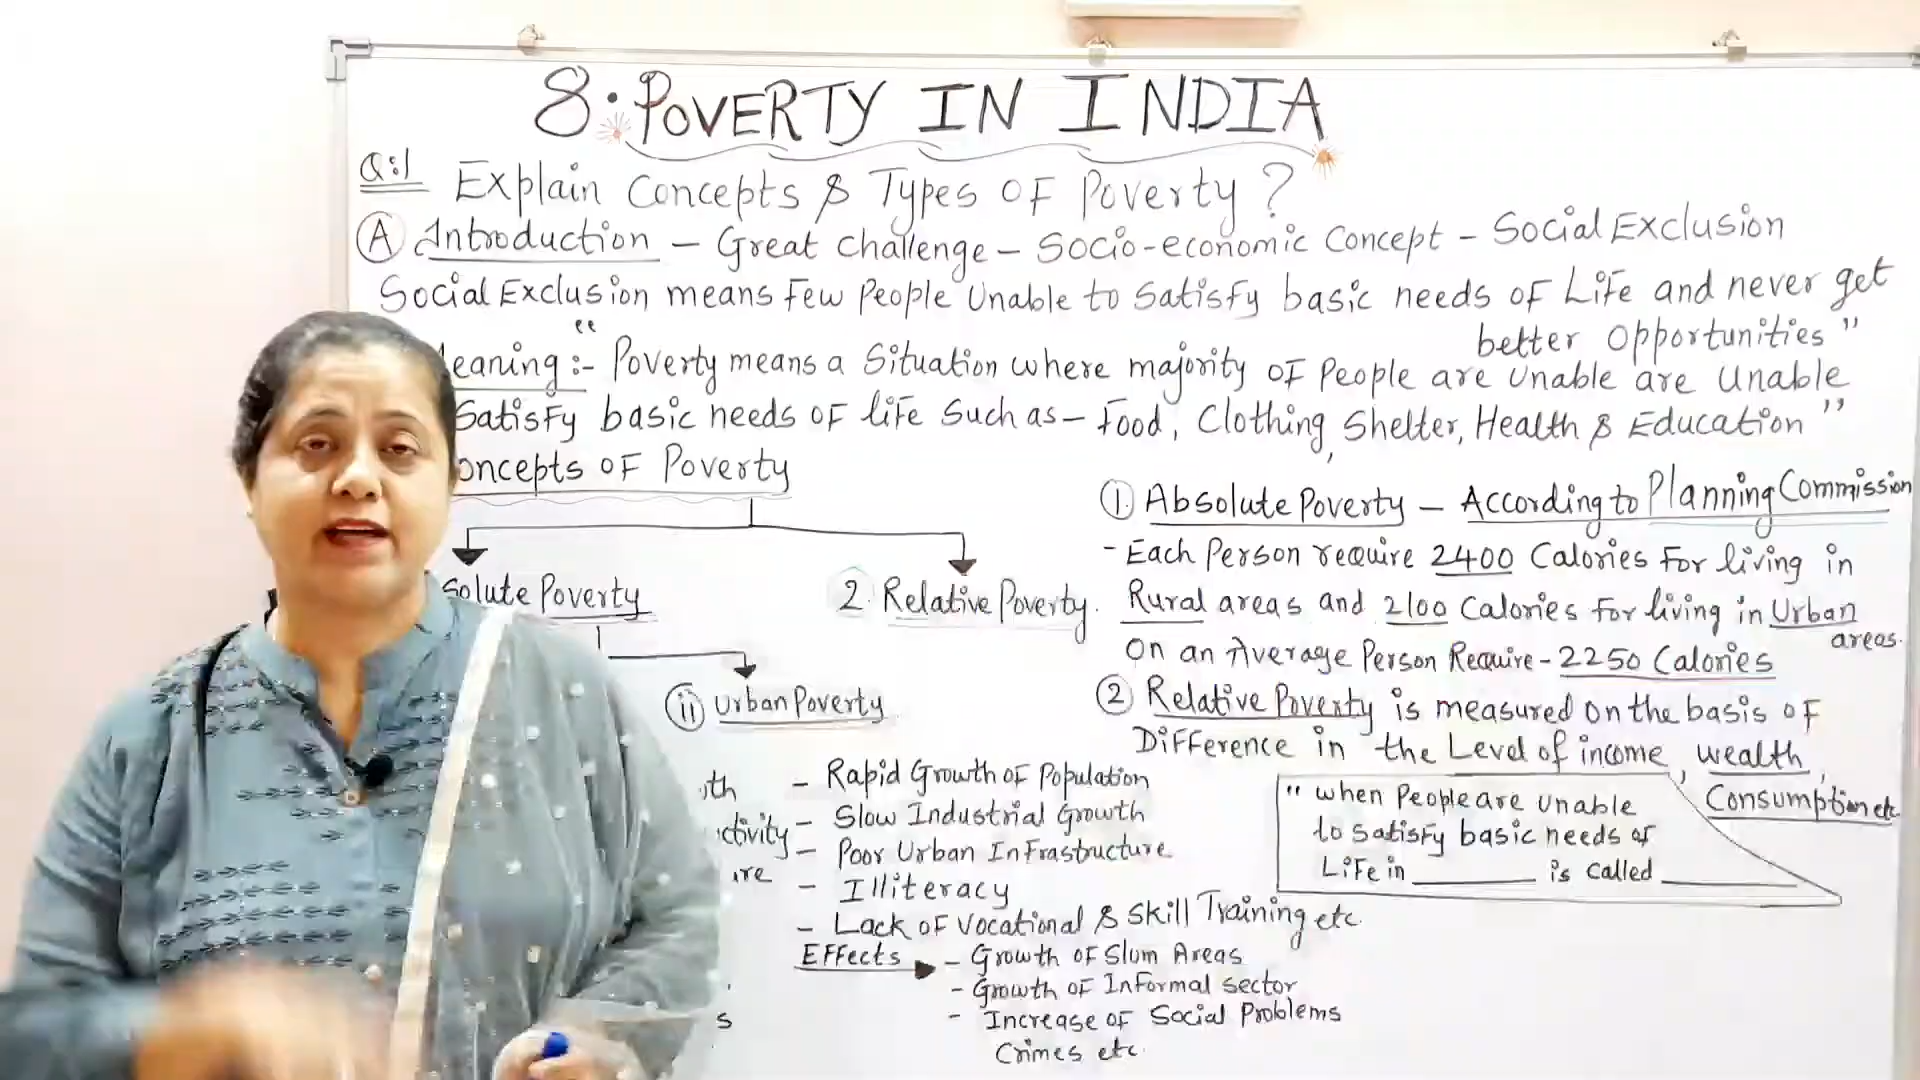 8. POVERTY IN INDIA
Q:1 Explain Concepts & Types OF Poverty ?
(A) Introduction – Great challenge – Socio-economic Concept – Social Exclusion
Social Exclusion means Few People Unable to Satisfy basic needs OF Life and never get
better Opportunities "
eaning :- " Poverty means a Situation where majority OF People are Unable are Unable
Satisfy basic needs OF life Such as – Food, Clothing, Shelter, Health & Education "
oncepts OF Poverty
solute Poverty
2. Relative Poverty.
(ii) Urban Poverty
th
ctivity
ure
s
- Rapid Growth OF Population
- Slow Industrial Growth
- Poor Urban InFrastructure
- Illiteracy
- Lack OF Vocational & Skill Training etc.
EFFects
- Growth OF Slum Areas
- Growth OF InFormal Sector
- Increase OF Social Problems
Crimes etc.
(1). Absolute Poverty – According to Planning Commission
- Each Person require 2400 Calories For living in
Rural areas and 2100 Calories For living in Urban
areas.
On an Average Person Require – 2250 Calories
(2) Relative Poverty is measured on the basis OF
DiFFerence in the Level of income, wealth,
Consumption etc
" when People are Unable
to Satisfy basic needs of
LiFe in ________ is called ________